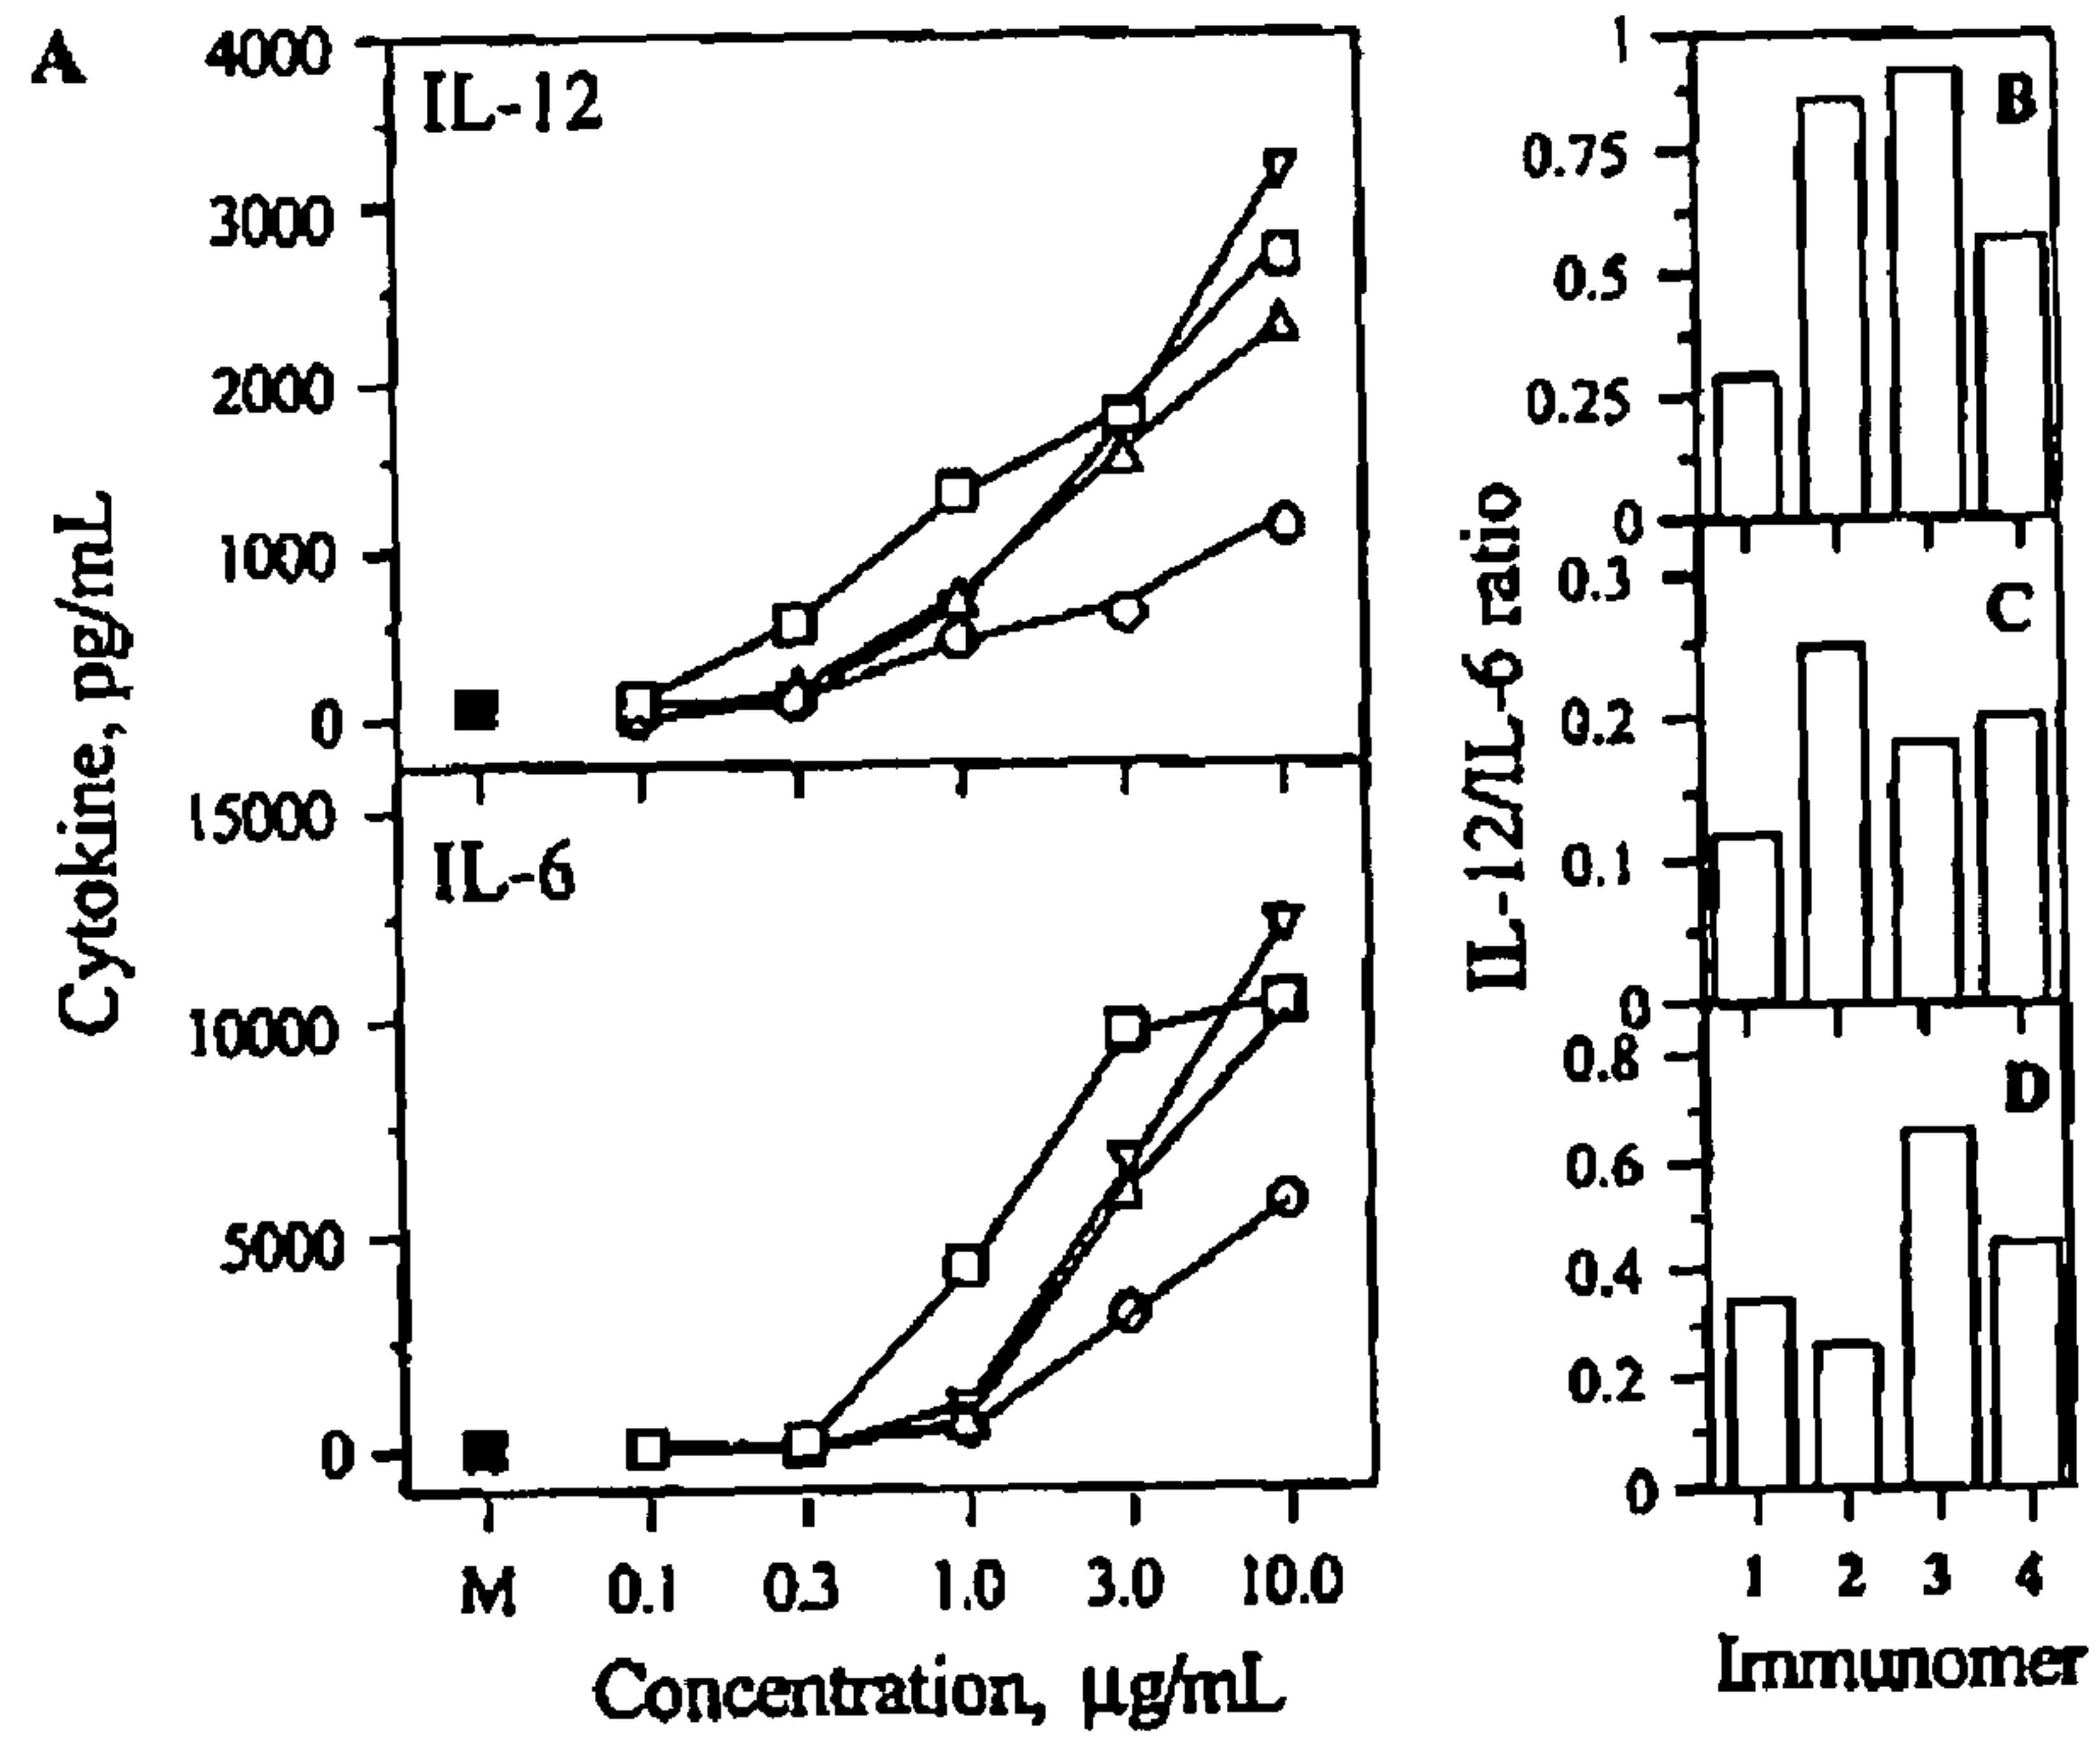 A
4000
3000
2000
1000
0
IL-12
15000
10000
5000
0
IL-6
Cytokine, pg/mL
M 0.1 0.3 1.0 3.0 10.0
Concentration, μg/mL
B
1
0.75
0.5
0.25
0
C
0.3
0.2
0.1
0
D
0.8
0.6
0.4
0.2
0
IL-12/IL-6 ratio
1 2 3 4
Immunomer